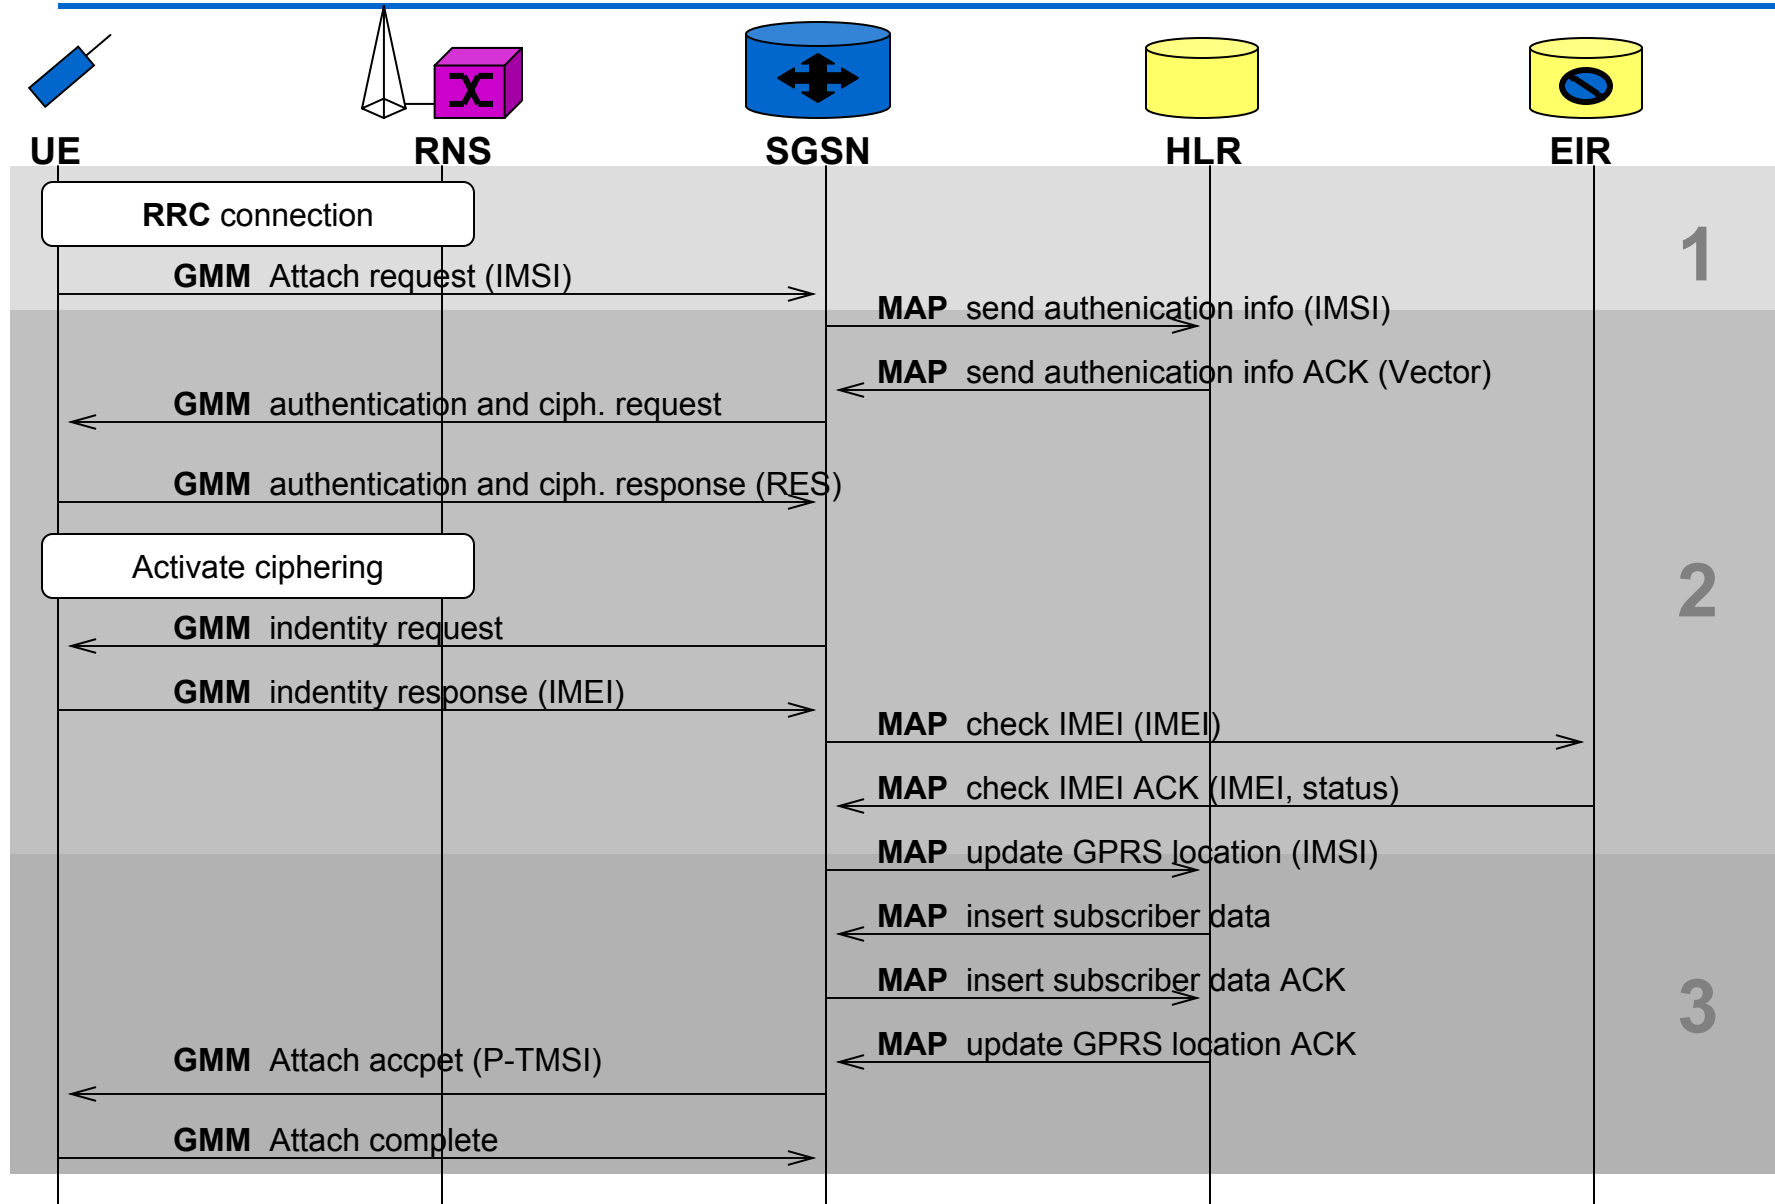 UE RNS SGSN HLR EIR
RRC connection
1
GMM Attach request (IMSI)
MAP send authenication info (IMSI)
MAP send authenication info ACK (Vector)
GMM authentication and ciph. request
GMM authentication and ciph. response (RES)
Activate ciphering
2
GMM indentity request
GMM indentity response (IMEI)
MAP check IMEI (IMEI)
MAP check IMEI ACK (IMEI, status)
MAP update GPRS location (IMSI)
MAP insert subscriber data
MAP insert subscriber data ACK
3
MAP update GPRS location ACK
GMM Attach accpet (P-TMSI)
GMM Attach complete